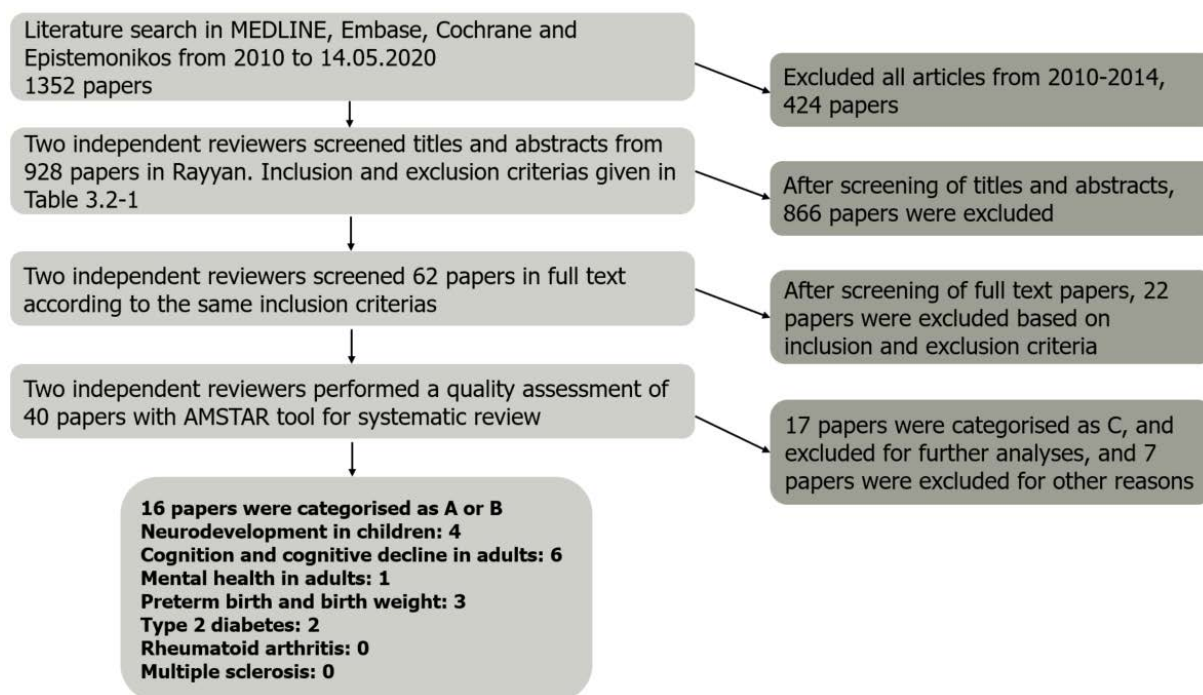 Literature search in MEDLINE, Embase, Cochrane and
Epistemonikos from 2010 to 14.05.2020
1352 papers
Excluded all articles from 2010-2014,
424 papers
Two independent reviewers screened titles and abstracts from
928 papers in Rayyan. Inclusion and exclusion criterias given in
Table 3.2-1
After screening of titles and abstracts,
866 papers were excluded
Two independent reviewers screened 62 papers in full text
according to the same inclusion criterias
After screening of full text papers, 22
papers were excluded based on
inclusion and exclusion criteria
Two independent reviewers performed a quality assessment of
40 papers with AMSTAR tool for systematic review
17 papers were categorised as C, and
excluded for further analyses, and 7
papers were excluded for other reasons
16 papers were categorised as A or B
Neurodevelopment in children: 4
Cognition and cognitive decline in adults: 6
Mental health in adults: 1
Preterm birth and birth weight: 3
Type 2 diabetes: 2
Rheumatoid arthritis: 0
Multiple sclerosis: 0